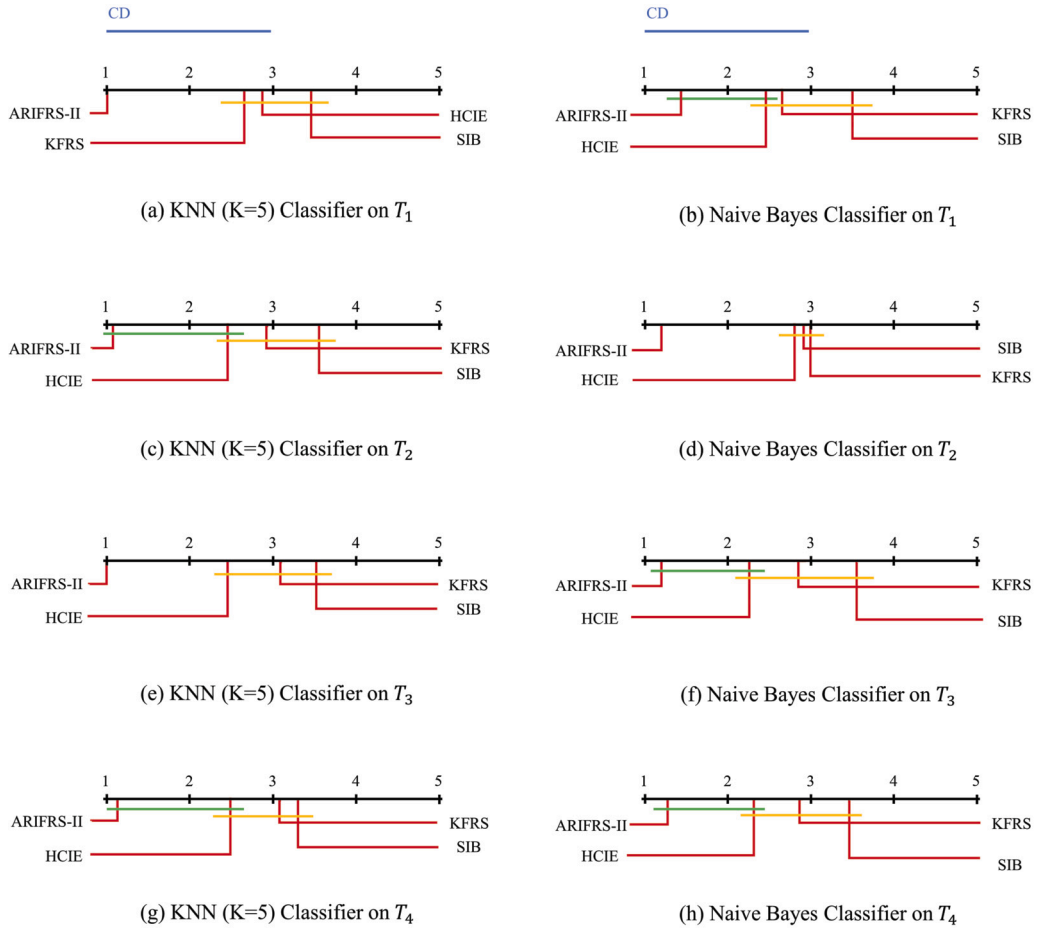 CD
1 2 3 4 5
ARIFRS-II
HCIE
KFRS
SIB
(a) KNN (K=5) Classifier on T₁
CD
1 2 3 4 5
ARIFRS-II
KFRS
HCIE
SIB
(b) Naive Bayes Classifier on T₁
1 2 3 4 5
ARIFRS-II
KFRS
HCIE
SIB
(c) KNN (K=5) Classifier on T₂
1 2 3 4 5
ARIFRS-II
SIB
HCIE
KFRS
(d) Naive Bayes Classifier on T₂
1 2 3 4 5
ARIFRS-II
KFRS
HCIE
SIB
(e) KNN (K=5) Classifier on T₃
1 2 3 4 5
ARIFRS-II
KFRS
HCIE
SIB
(f) Naive Bayes Classifier on T₃
1 2 3 4 5
ARIFRS-II
KFRS
HCIE
SIB
(g) KNN (K=5) Classifier on T₄
1 2 3 4 5
ARIFRS-II
KFRS
HCIE
SIB
(h) Naive Bayes Classifier on T₄